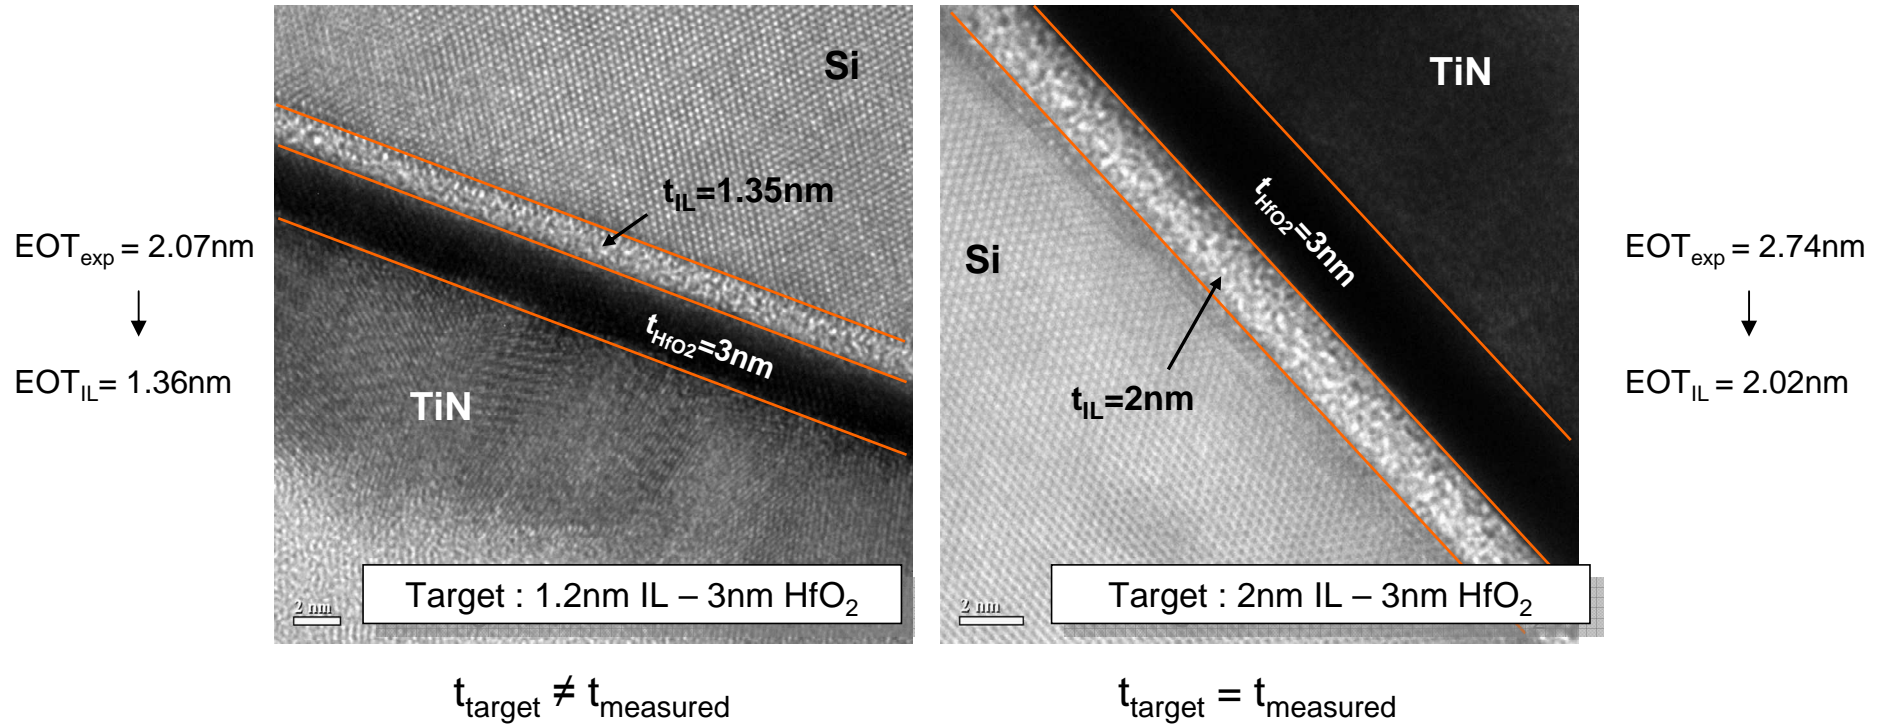 Si
t_IL=1.35nm
t_HfO2=3nm
TiN
2 nm
Target : 1.2nm IL – 3nm HfO₂
EOT_exp = 2.07nm
↓
EOT_IL= 1.36nm
t_target ≠ t_measured
TiN
t_HfO2=3nm
Si
t_IL=2nm
2 nm
Target : 2nm IL – 3nm HfO₂
EOT_exp = 2.74nm
↓
EOT_IL = 2.02nm
t_target = t_measured